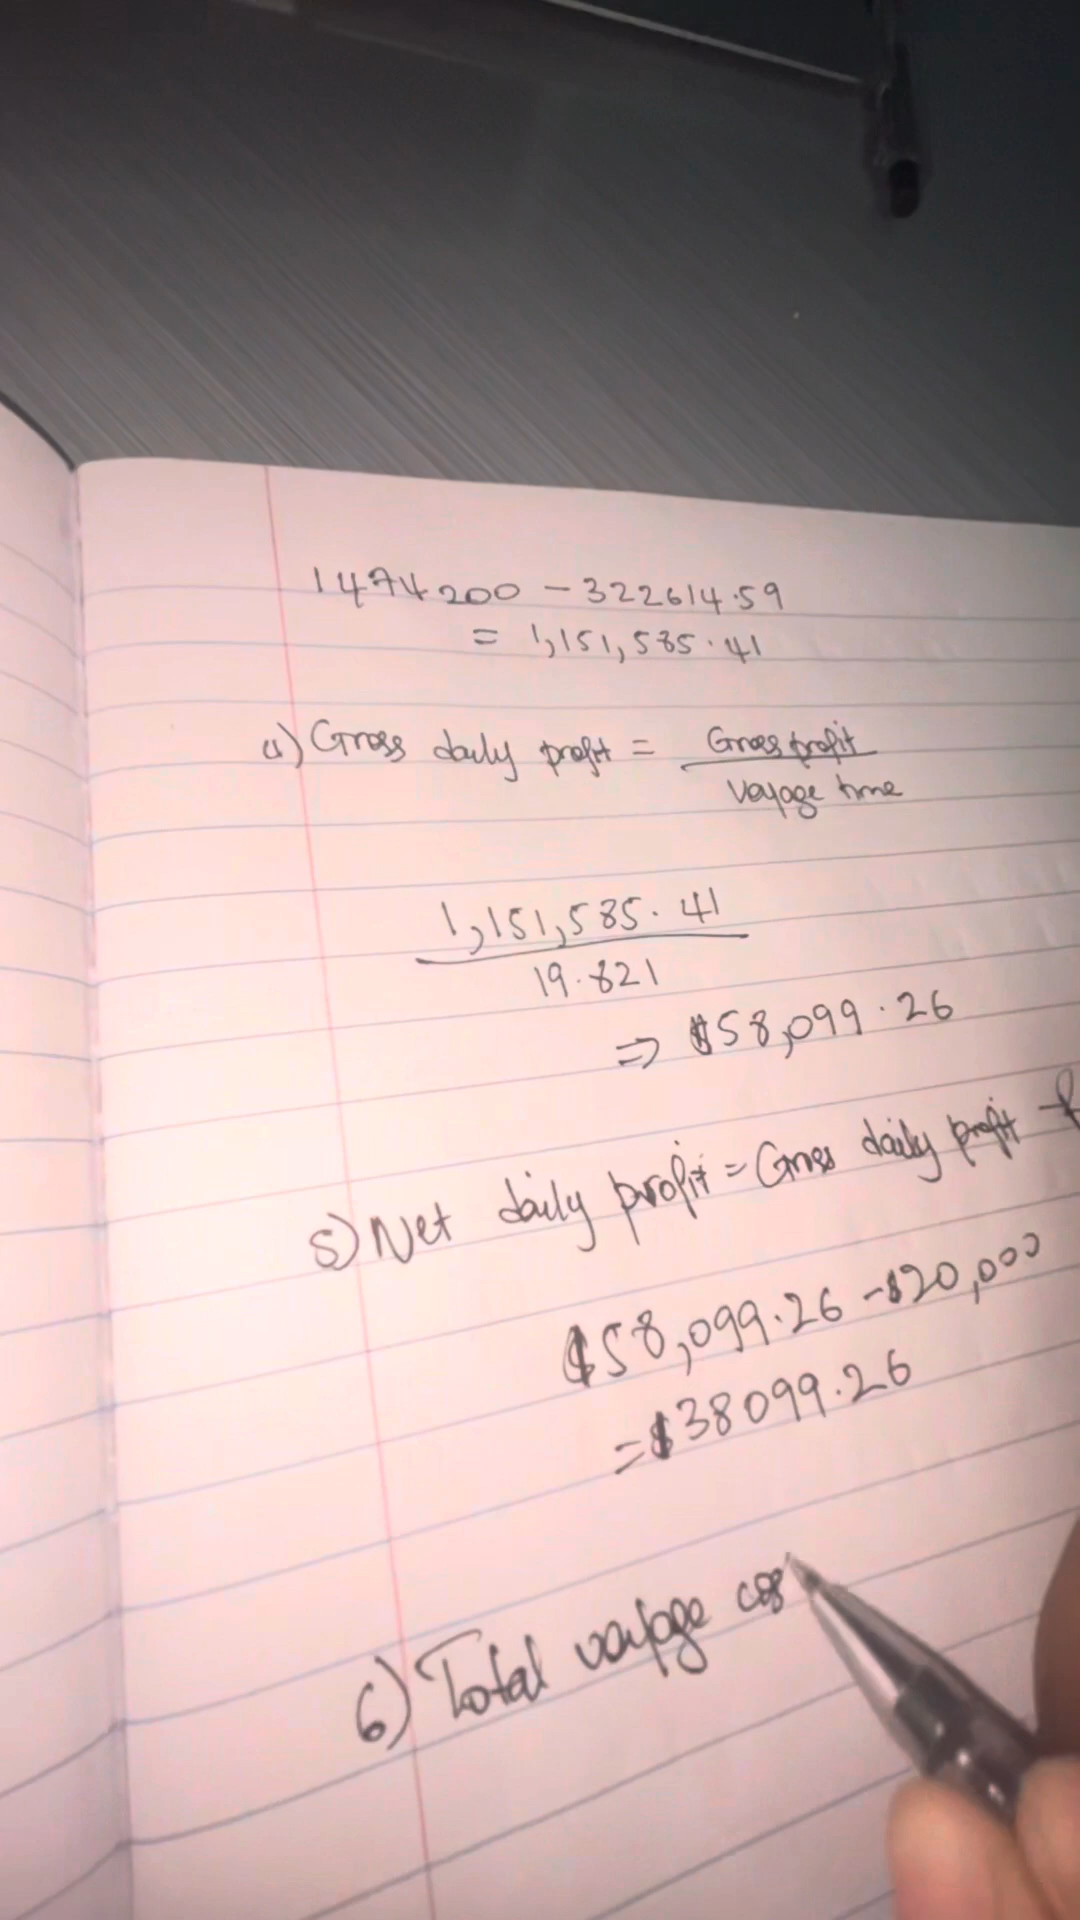 1474200 - 322614.59
= 1,151,585.41
4) Gross daily profit = Gross profit
Voyage time
1,151,585.41
19.821
⇒ $58,099.26
5) Net daily profit = Gross daily profit -
$58,099.26 - $20,000
= $38099.26
6) Total voyage cos